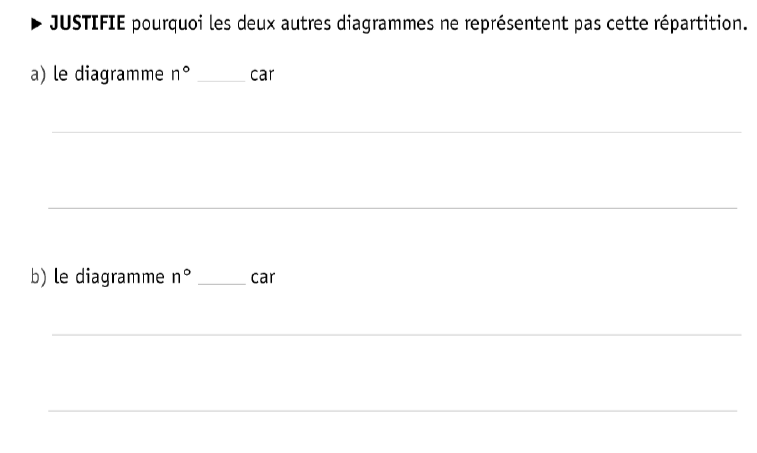 ► JUSTIFIE pourquoi les deux autres diagrammes ne représentent pas cette répartition.
a) le diagramme n° _____ car
b) le diagramme n° _____ car